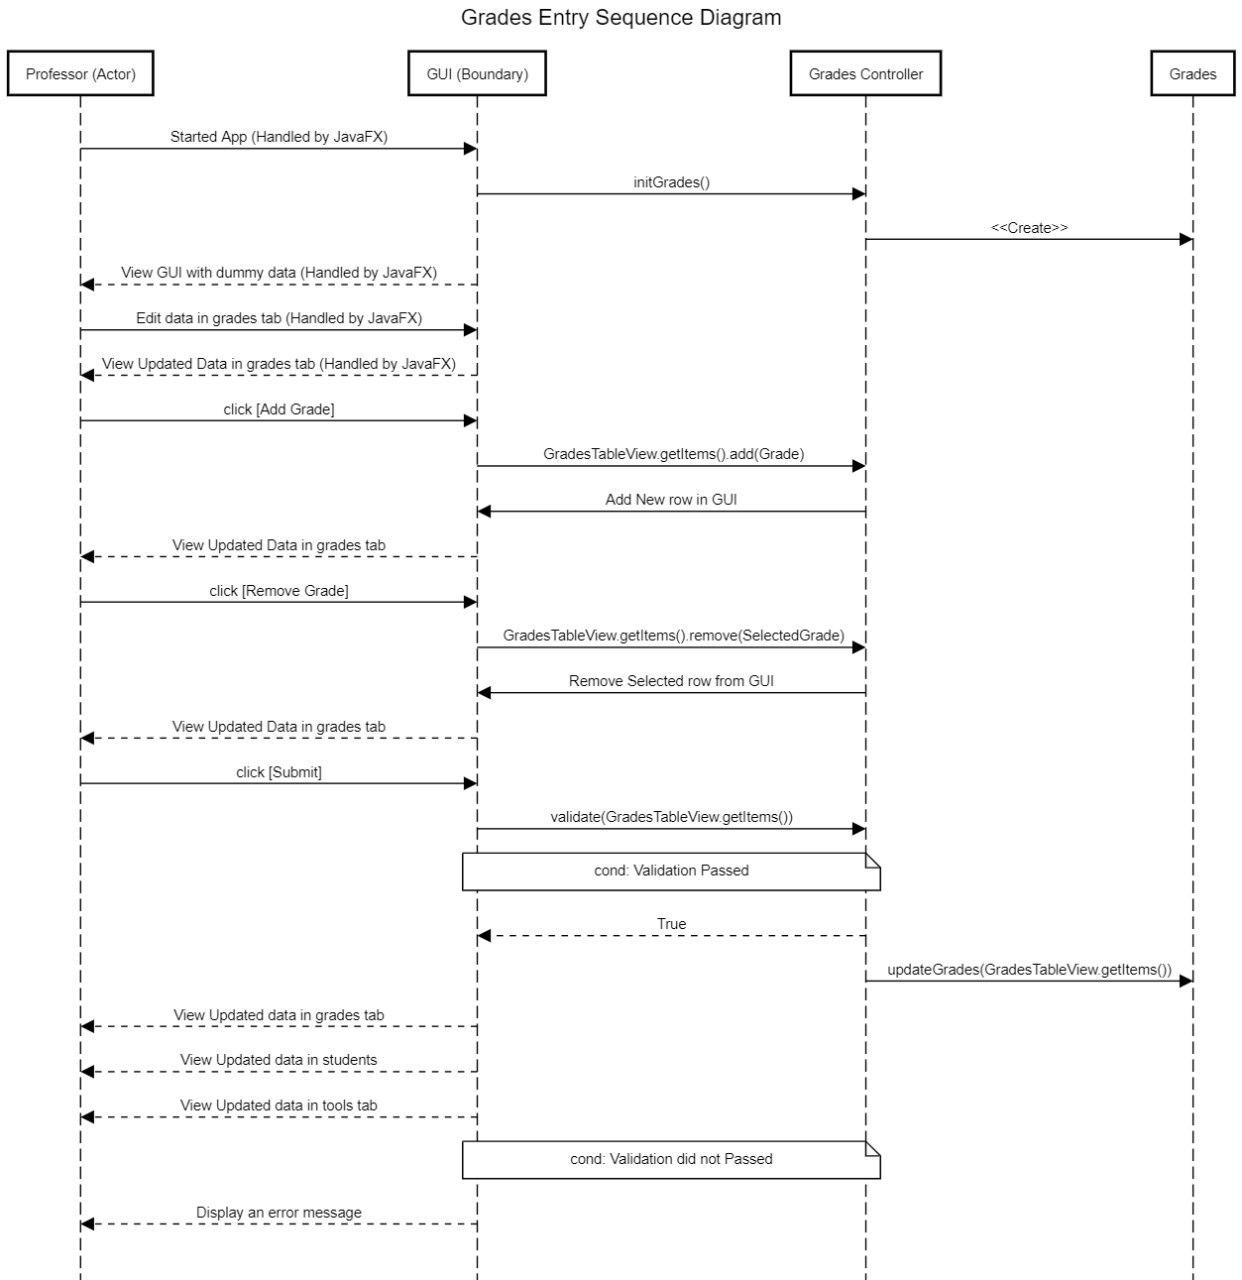 Grades Entry Sequence Diagram
Professor (Actor)
GUI (Boundary)
Grades Controller
Grades
Started App (Handled by JavaFX)
initGrades()
<<Create>>
View GUI with dummy data (Handled by JavaFX)
Edit data in grades tab (Handled by JavaFX)
View Updated Data in grades tab (Handled by JavaFX)
click [Add Grade]
GradesTableView.getItems().add(Grade)
Add New row in GUI
View Updated Data in grades tab
click [Remove Grade]
GradesTableView.getItems().remove(SelectedGrade)
Remove Selected row from GUI
View Updated Data in grades tab
click [Submit]
validate(GradesTableView.getItems())
cond: Validation Passed
True
updateGrades(GradesTableView.getItems())
View Updated data in grades tab
View Updated data in students
View Updated data in tools tab
cond: Validation did not Passed
Display an error message